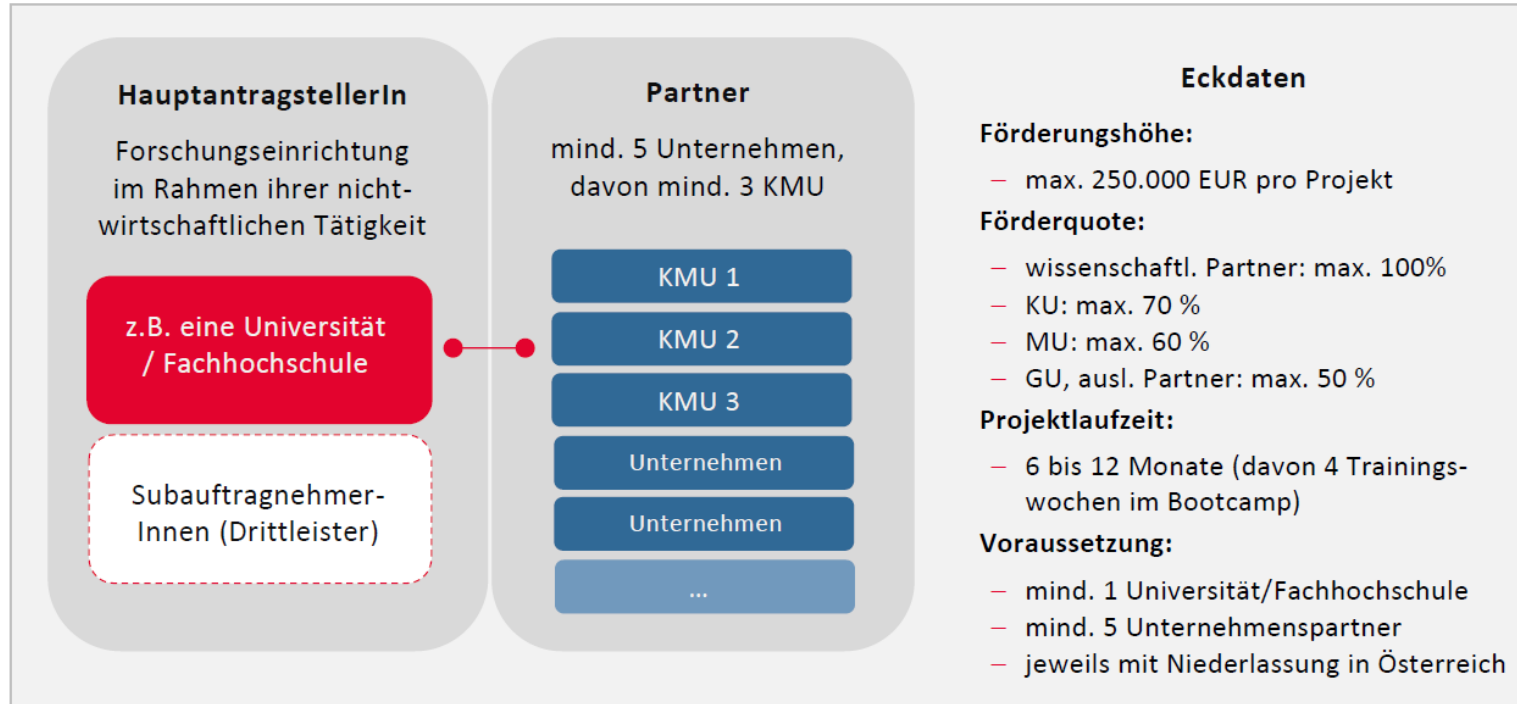 HauptantragstellerIn
Forschungseinrichtung
im Rahmen ihrer nicht-
wirtschaftlichen Tätigkeit
z.B. eine Universität
/ Fachhochschule
Subauftragnehmer-
Innen (Drittleister)
Partner
mind. 5 Unternehmen,
davon mind. 3 KMU
KMU 1
KMU 2
KMU 3
Unternehmen
Unternehmen
...
Eckdaten
Förderungshöhe:
– max. 250.000 EUR pro Projekt
Förderquote:
– wissenschaftl. Partner: max. 100%
– KU: max. 70 %
– MU: max. 60 %
– GU, ausl. Partner: max. 50 %
Projektlaufzeit:
– 6 bis 12 Monate (davon 4 Trainings-
wochen im Bootcamp)
Voraussetzung:
– mind. 1 Universität/Fachhochschule
– mind. 5 Unternehmenspartner
– jeweils mit Niederlassung in Österreich